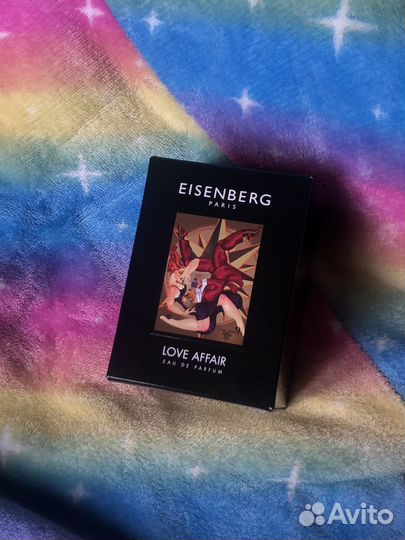 EISENBERG
PARIS
LOVE AFFAIR
EAU DE PARFUM
Avito